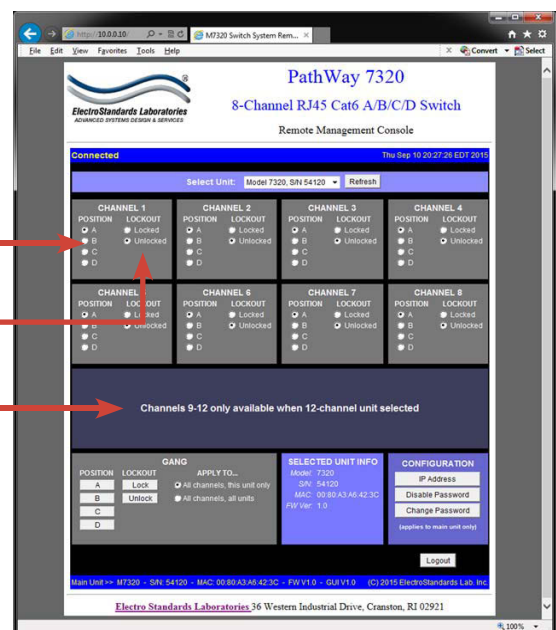 http://10.0.0.10/
M7320 Switch System Rem...
File Edit View Favorites Tools Help
Convert Select
ElectroStandards Laboratories
ADVANCED SYSTEMS DESIGN & SERVICES
PathWay 7320
8-Channel RJ45 Cat6 A/B/C/D Switch
Remote Management Console
Connected Thu Sep 10 20:27:26 EDT 2015
Select Unit: Model 7320, S/N 54120 Refresh
CHANNEL 1 CHANNEL 2 CHANNEL 3 CHANNEL 4
POSITION LOCKOUT POSITION LOCKOUT POSITION LOCKOUT POSITION LOCKOUT
A Locked A Locked A Locked A Locked
B Unlocked B Unlocked B Unlocked B Unlocked
C C C C
D D D D
CHANNEL CHANNEL 6 CHANNEL 7 CHANNEL 8
POSITION LOCKOUT POSITION LOCKOUT POSITION LOCKOUT POSITION LOCKOUT
A Locked A Locked A Locked A Locked
B Unlocked B Unlocked B Unlocked B Unlocked
C C C C
D D D D
Channels 9-12 only available when 12-channel unit selected
GANG
POSITION LOCKOUT APPLY TO...
A Lock All channels, this unit only
B Unlock All channels, all units
C
D
SELECTED UNIT INFO
Model: 7320
S/N: 54120
MAC: 00:80:A3:A6:42:3C
FW Ver: 1.0
CONFIGURATION
IP Address
Disable Password
Change Password
(applies to main unit only)
Logout
Main Unit >> M7320 - S/N: 54120 - MAC: 00:80:A3:A6:42:3C - FW V1.0 - GUI V1.0 (C) 2015 ElectroStandards Lab. Inc.
Electro Standards Laboratories 36 Western Industrial Drive, Cranston, RI 02921
100%